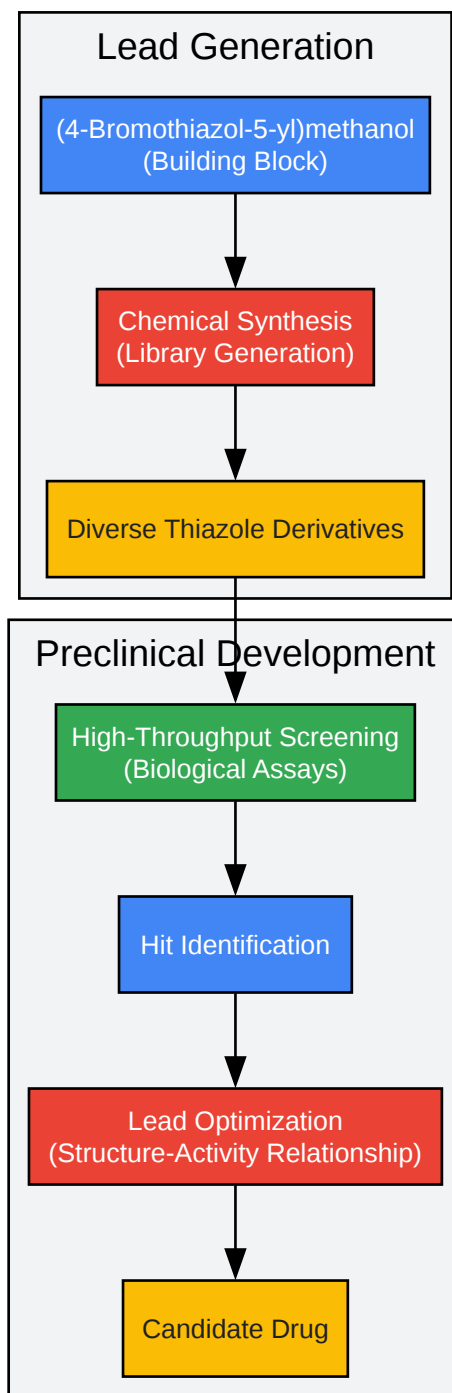 Lead Generation
(4-Bromothiazol-5-yl)methanol
(Building Block)
Chemical Synthesis
(Library Generation)
Diverse Thiazole Derivatives
Preclinical Development
High-Throughput Screening
(Biological Assays)
Hit Identification
Lead Optimization
(Structure-Activity Relationship)
Candidate Drug